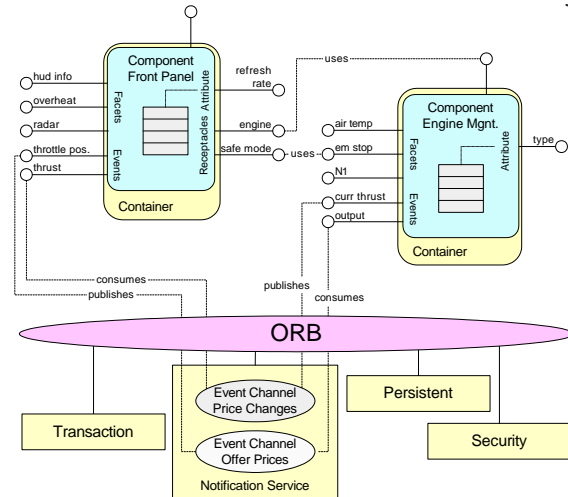 Component
Front Panel
refresh
rate
uses
hud info
overheat
radar
throttle pos.
thrust
Facets
Events
Attribute
Receptacles
engine
safe mode
uses
Container
Component
Engine Mgnt.
air temp
em stop
N1
curr thrust
output
Facets
Events
Attribute
type
Container
consumes
publishes
publishes
consumes
ORB
Event Channel
Price Changes
Event Channel
Offer Prices
Notification Service
Transaction
Persistent
Security